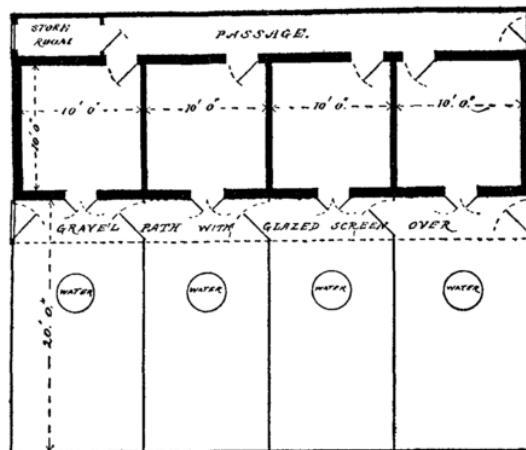 STORE
ROOM
PASSAGE.
10' 0"
10' 0"
10' 0."
10' 0."
10' 0"
GRAVEL PATH WITH GLAZED SCREEN OVER
WATER
WATER
WATER
WATER
20' 0."